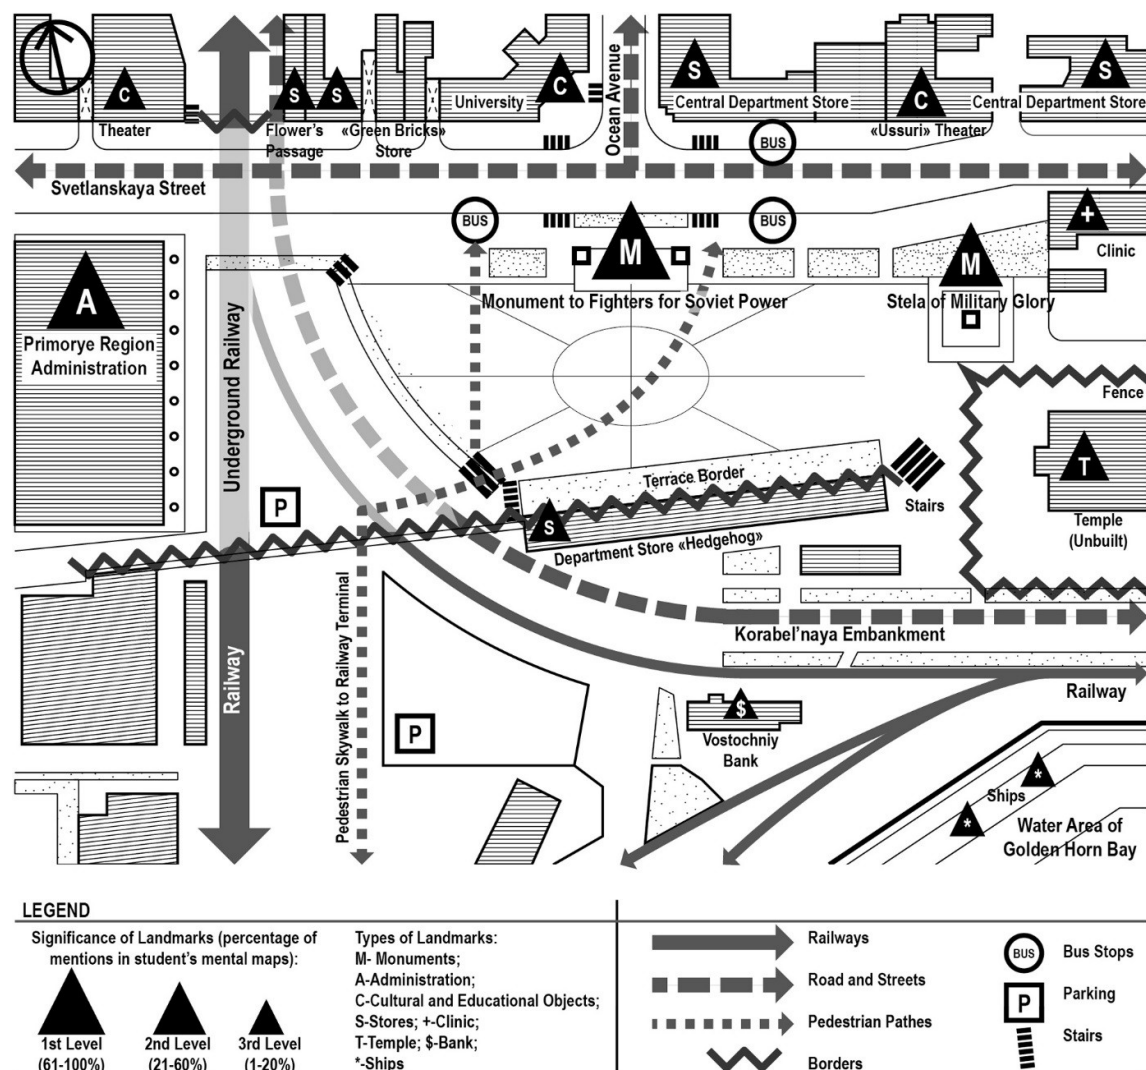 C
Theater
S
S
Flower's
Passage
«Green Bricks»
Store
University
C
Ocean Avenue
S
Central Department Store
C
«Ussuri» Theater
S
Central Department Store
BUS
Svetlanskaya Street
BUS
BUS
M
Monument to Fighters for Soviet Power
M
Stela of Military Glory
+
Clinic
A
Primorye Region
Administration
Underground Railway
Fence
T
Temple
(Unbuilt)
P
Terrace Border
Stairs
S
Department Store «Hedgehog»
Korabel'naya Embankment
Railway
Pedestrian Skywalk to Railway Terminal
P
$
Vostochniy
Bank
Railway
*
Ships
*
Water Area of
Golden Horn Bay
LEGEND
Significance of Landmarks (percentage of
mentions in student's mental maps):
1st Level
(61-100%)
2nd Level
(21-60%)
3rd Level
(1-20%)
Types of Landmarks:
M- Monuments;
A-Administration;
C-Cultural and Educational Objects;
S-Stores; +-Clinic;
T-Temple; $-Bank;
*-Ships
Railways
Road and Streets
Pedestrian Pathes
Borders
BUS
Bus Stops
P
Parking
Stairs